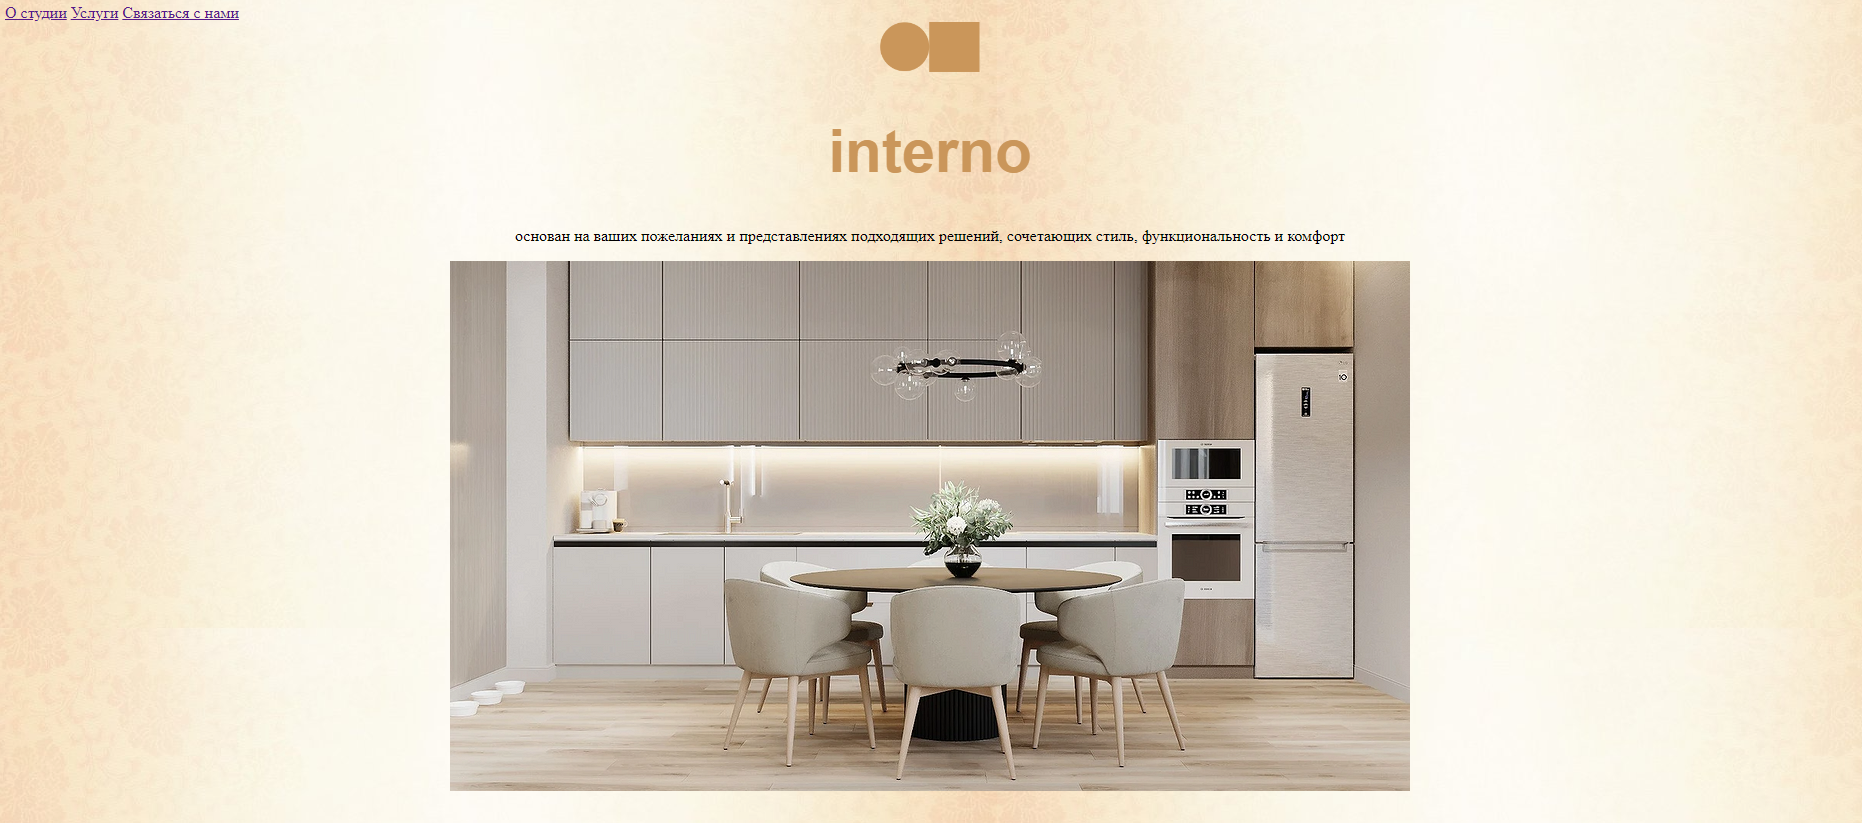 О студии Услуги Связаться с нами
interno
основан на ваших пожеланиях и представлениях подходящих решений, сочетающих стиль, функциональность и комфорт